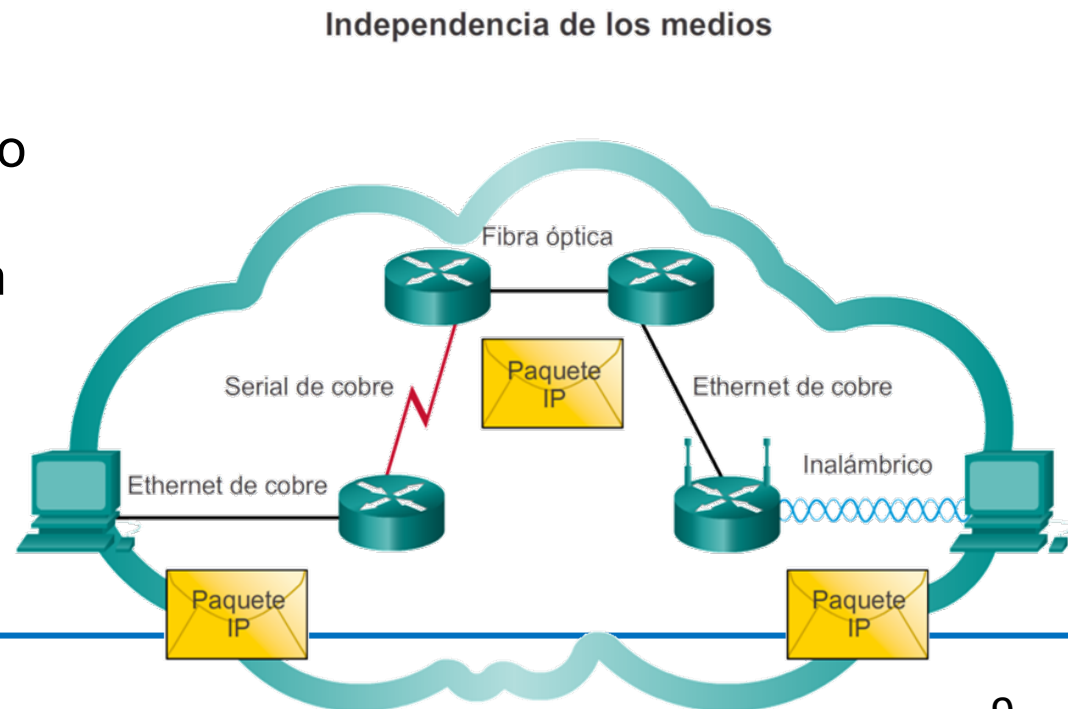 Independencia de los medios
o
Fibra óptica
Paquete
IP
Serial de cobre
Ethernet de cobre
Inalámbrico
Ethernet de cobre
Paquete
IP
Paquete
IP